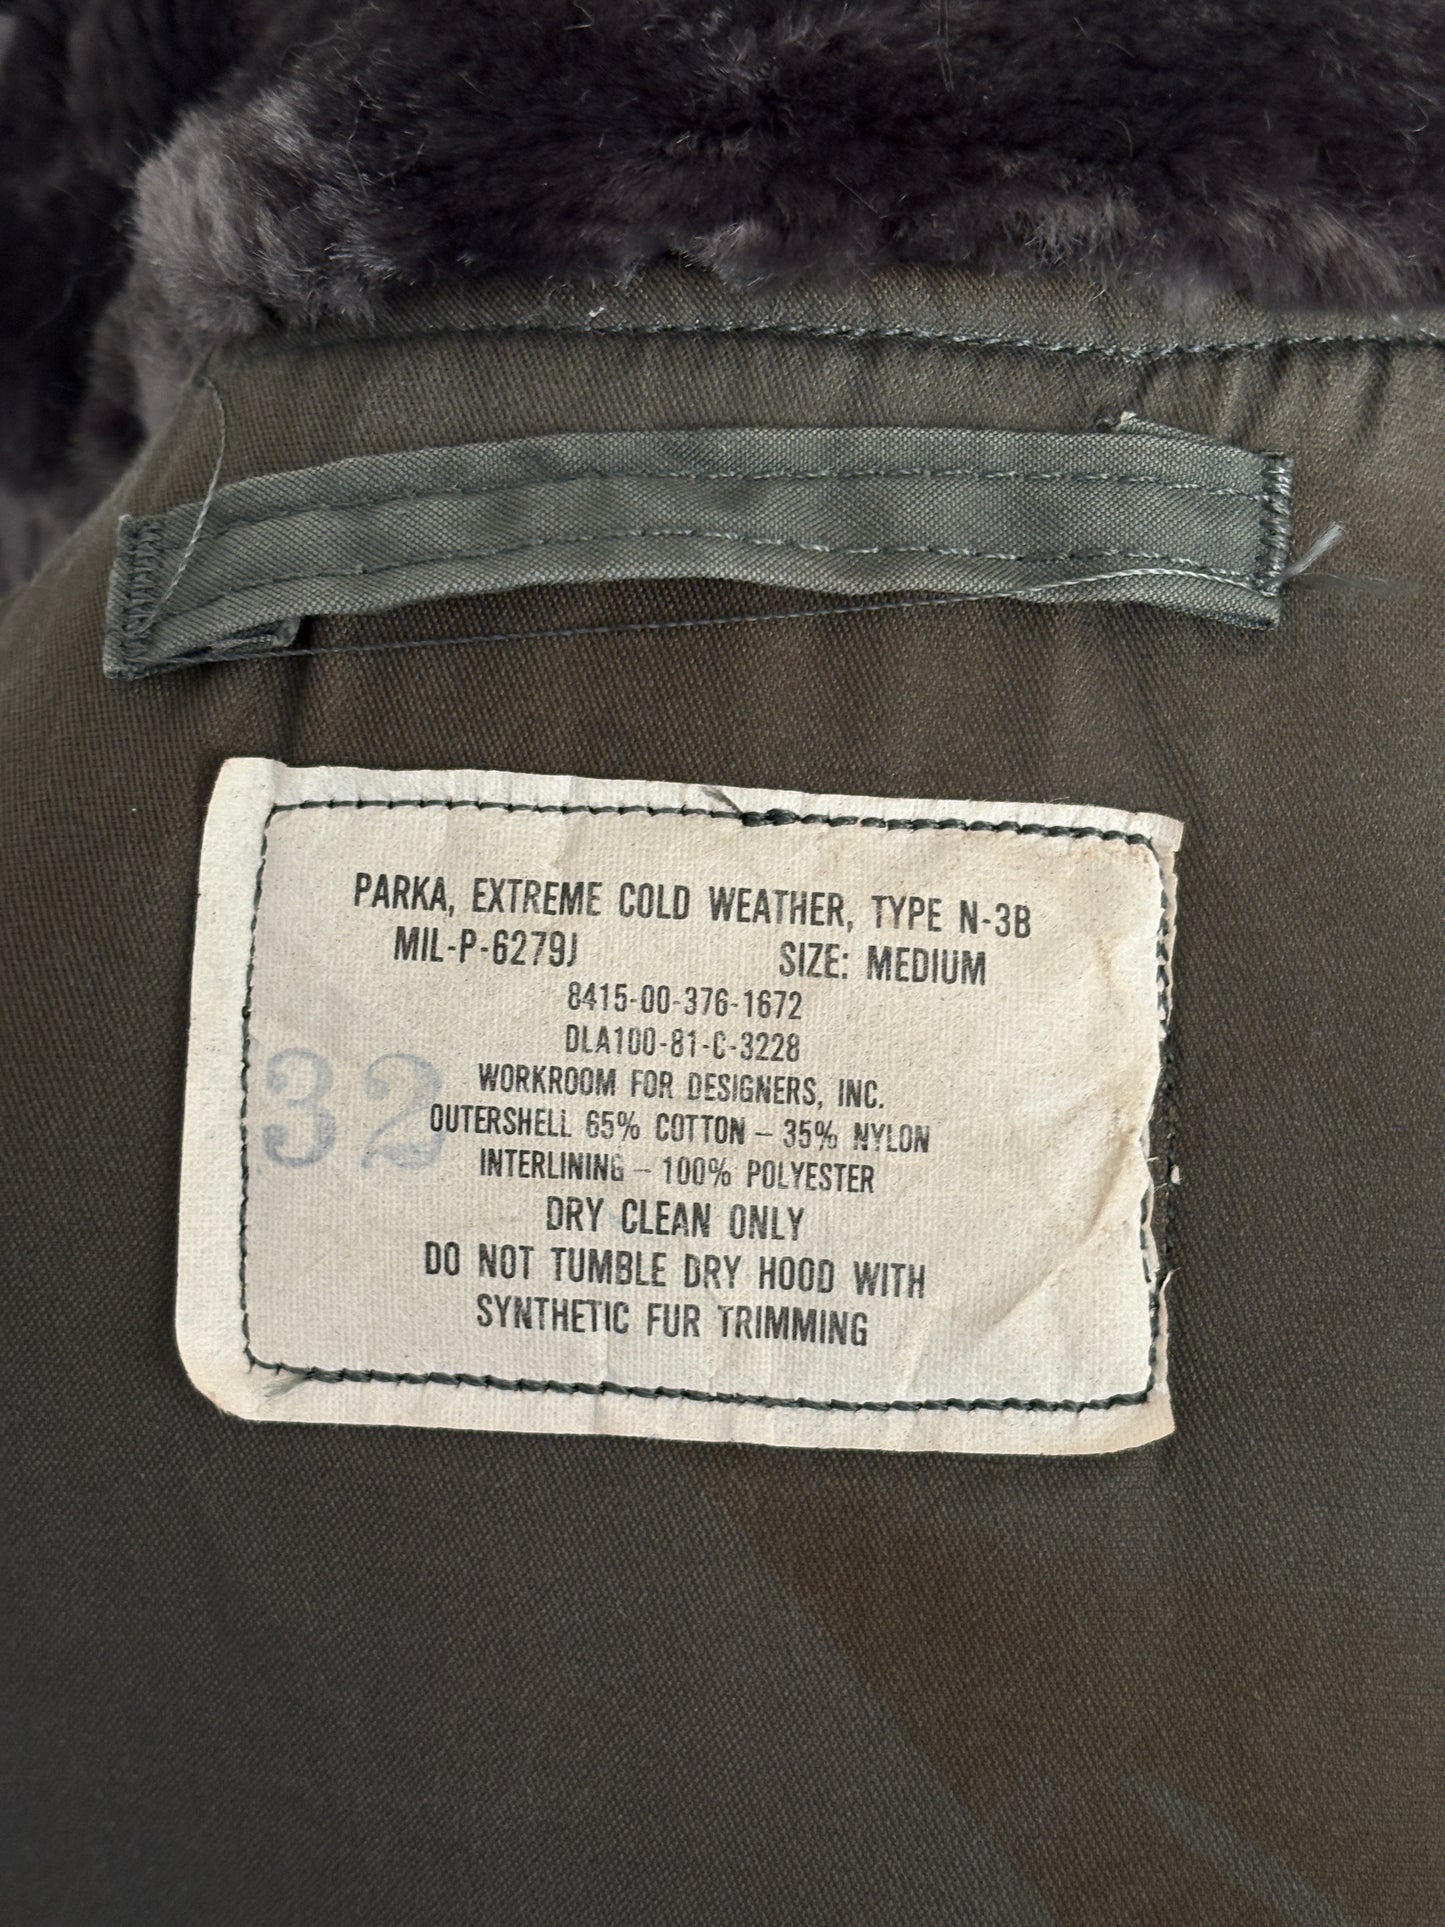 PARKA, EXTREME COLD WEATHER, TYPE N-3B
MIL-P-6279J SIZE: MEDIUM
8415-00-376-1672
DLA100-81-C-3228
WORKROOM FOR DESIGNERS, INC.
32
OUTERSHELL 65% COTTON – 35% NYLON
INTERLINING – 100% POLYESTER
DRY CLEAN ONLY
DO NOT TUMBLE DRY HOOD WITH
SYNTHETIC FUR TRIMMING